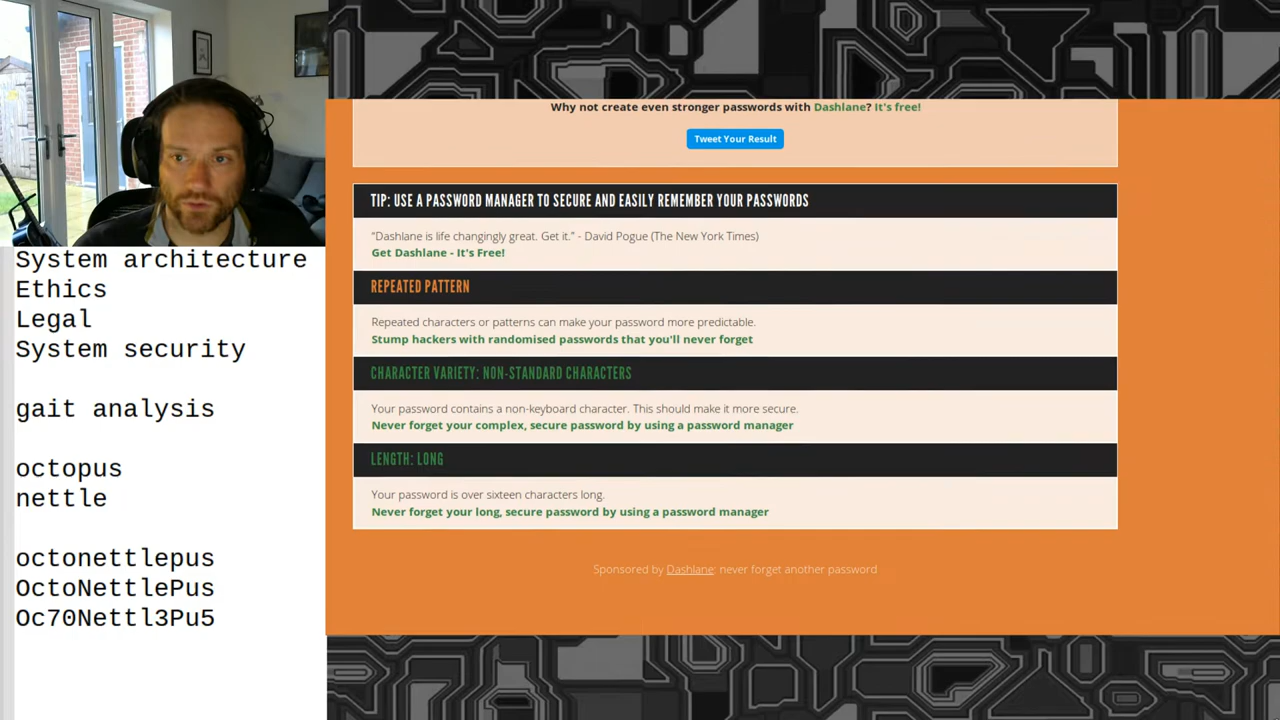 System architecture
Ethics
Legal
System security
gait analysis
octopus
nettle
octonettlepus
OctoNettlePus
Oc70Nettl3Pu5
Why not create even stronger passwords with Dashlane? It's free!
Tweet Your Result
TIP: USE A PASSWORD MANAGER TO SECURE AND EASILY REMEMBER YOUR PASSWORDS
“Dashlane is life changingly great. Get it.” - David Pogue (The New York Times)
Get Dashlane - It's Free!
REPEATED PATTERN
Repeated characters or patterns can make your password more predictable.
Stump hackers with randomised passwords that you'll never forget
CHARACTER VARIETY: NON-STANDARD CHARACTERS
Your password contains a non-keyboard character. This should make it more secure.
Never forget your complex, secure password by using a password manager
LENGTH: LONG
Your password is over sixteen characters long.
Never forget your long, secure password by using a password manager
Sponsored by Dashlane: never forget another password